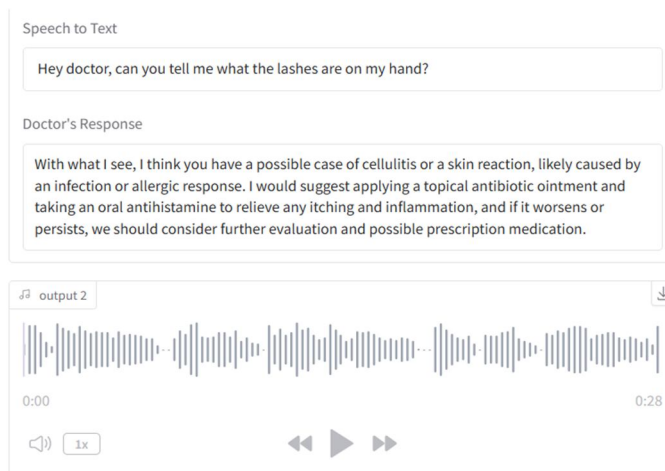 Speech to Text
Hey doctor, can you tell me what the lashes are on my hand?
Doctor's Response
With what I see, I think you have a possible case of cellulitis or a skin reaction, likely caused by
an infection or allergic response. I would suggest applying a topical antibiotic ointment and
taking an oral antihistamine to relieve any itching and inflammation, and if it worsens or
persists, we should consider further evaluation and possible prescription medication.
output 2
0:00
0:28
1x